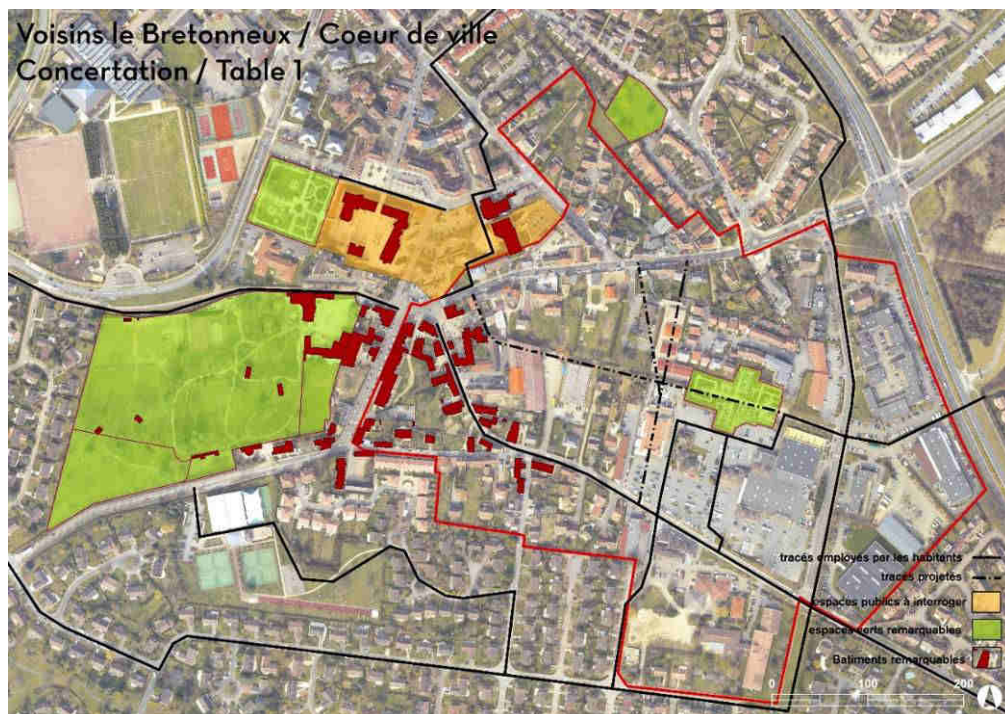 Voisins le Bretonneux / Coeur de ville
Concertation / Table 1
tracés employés par les habitants
tracés projetés
espaces publics à interroger
espaces verts remarquables
Batiments remarquables
0 100 200